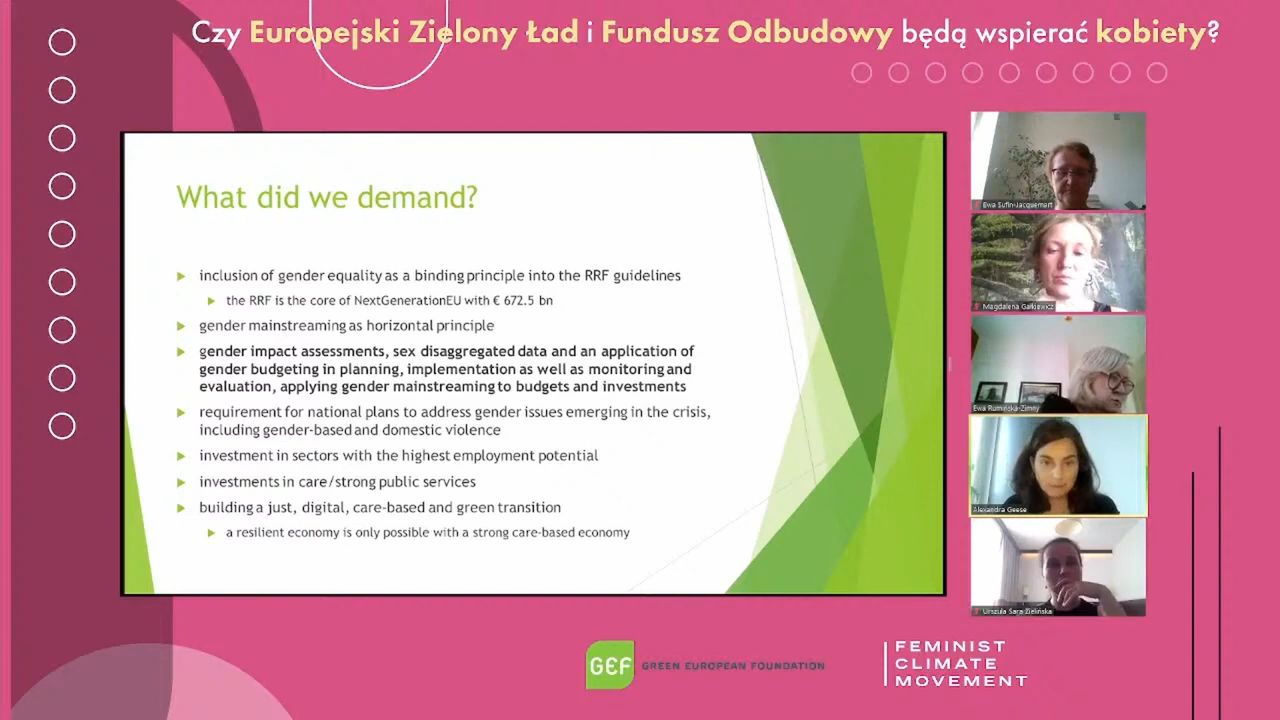 Czy Europejski Zielony Ład i Fundusz Odbudowy będą wspierać kobiety?
What did we demand?
inclusion of gender equality as a binding principle into the RRF guidelines
the RRF is the core of NextGenerationEU with € 672.5 bn
gender mainstreaming as horizontal principle
gender impact assessments, sex disaggregated data and an application of
gender budgeting in planning, implementation as well as monitoring and
evaluation, applying gender mainstreaming to budgets and investments
requirement for national plans to address gender issues emerging in the crisis,
including gender-based and domestic violence
investment in sectors with the highest employment potential
investments in care/strong public services
building a just, digital, care-based and green transition
a resilient economy is only possible with a strong care-based economy
Ewa Sufin-Jacquemart
Magdalena Gałkiewicz
Ewa Rumińska-Zimny
Alexandra Geese
Urszula Sara Zielińska
GEF GREEN EUROPEAN FOUNDATION
FEMINIST
CLIMATE
MOVEMENT